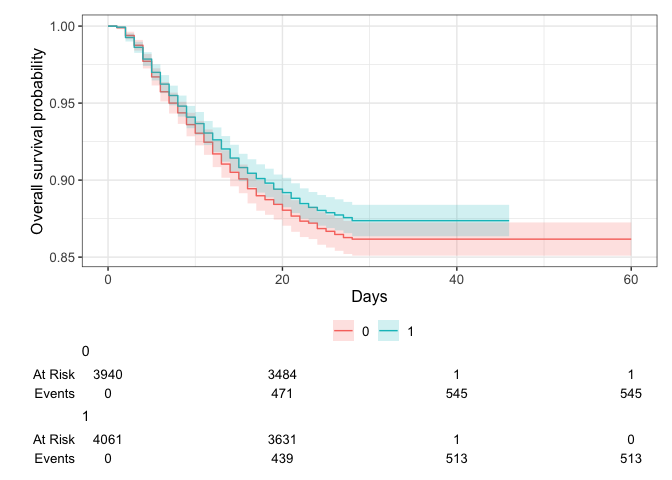 1.00
0.95
0.90
0.85
Overall survival probability
0 20 40 60
Days
0 1
0
At Risk 3940 3484 1 1
Events 0 471 545 545
1
At Risk 4061 3631 1 0
Events 0 439 513 513